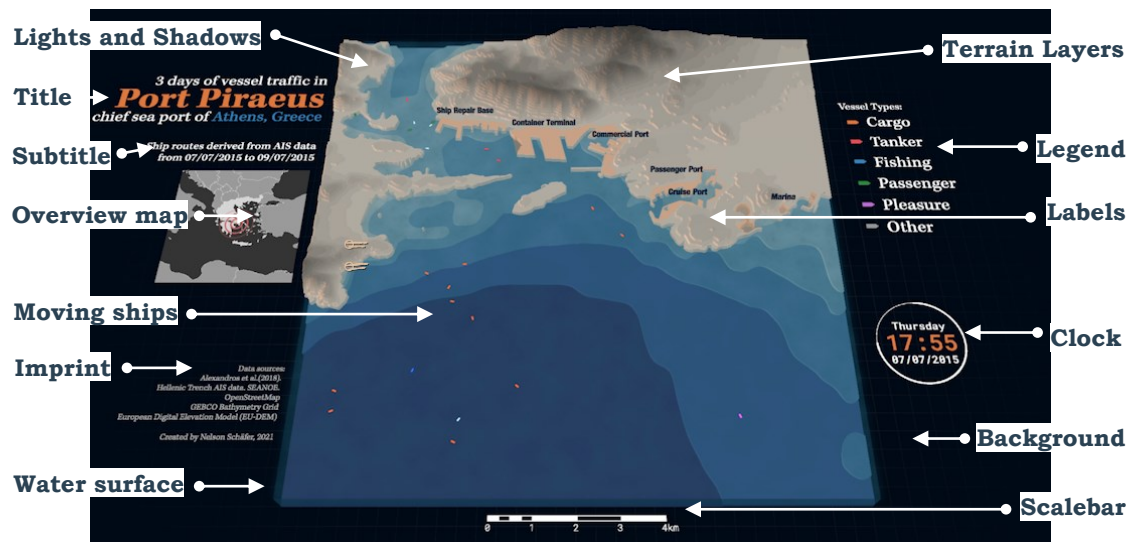 Lights and Shadows
Terrain Layers
3 days of vessel traffic in
Title
Port Piraeus
chief sea port of Athens, Greece
Subtitle
Ship routes derived from AIS data
from 07/07/2015 to 09/07/2015
Overview map
Ship Repair Base
Container Terminal
Commercial Port
Passenger Port
Cruise Port
Marina
Vessel Types:
Cargo
Tanker
Fishing
Passenger
Pleasure
Other
Legend
Labels
Moving ships
Thursday
17:55
07/07/2015
Clock
Imprint
Data sources:
Alexandros et al.(2018).
Hellenic Trench AIS data. SEANOE.
OpenStreetMap
GEBCO Bathymetry Grid
European Digital Elevation Model (EU-DEM)
Created by Nelson Schäfer, 2021
Background
Water surface
Scalebar
0 1 2 3 4km